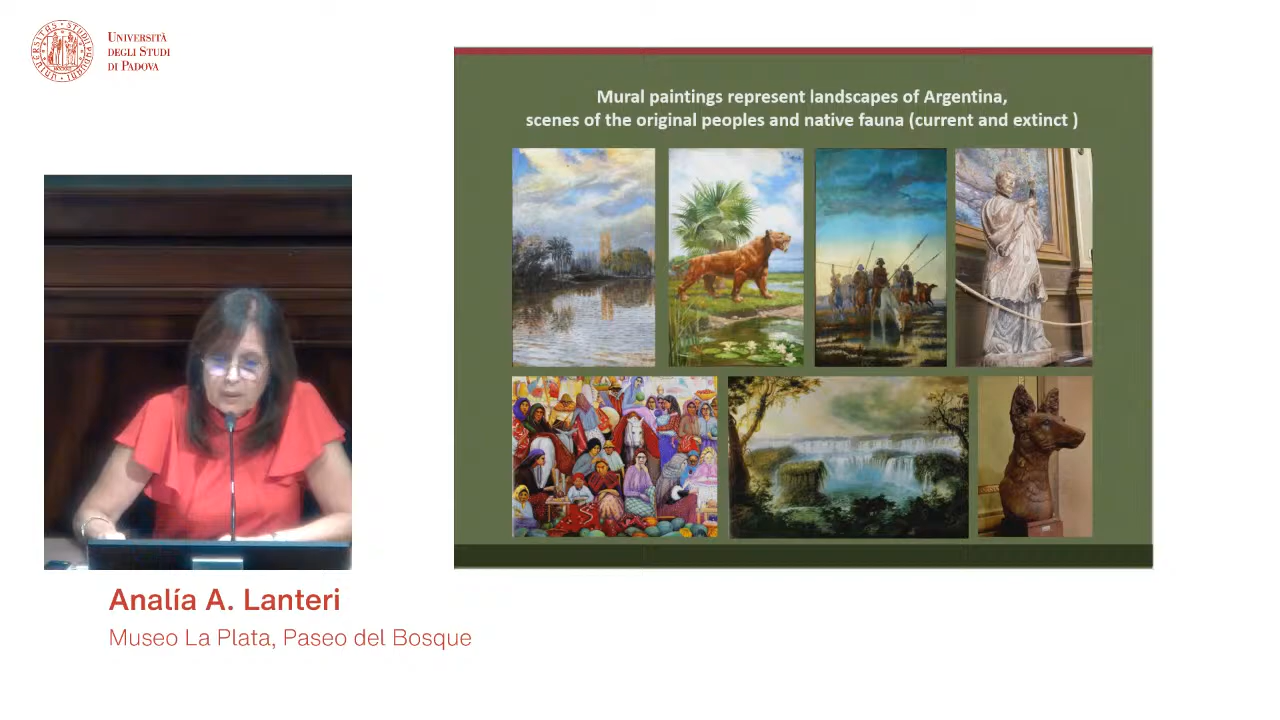 UNIVERSITÀ
DEGLI STUDI
DI PADOVA
Mural paintings represent landscapes of Argentina,
scenes of the original peoples and native fauna (current and extinct )
Analía A. Lanteri
Museo La Plata, Paseo del Bosque